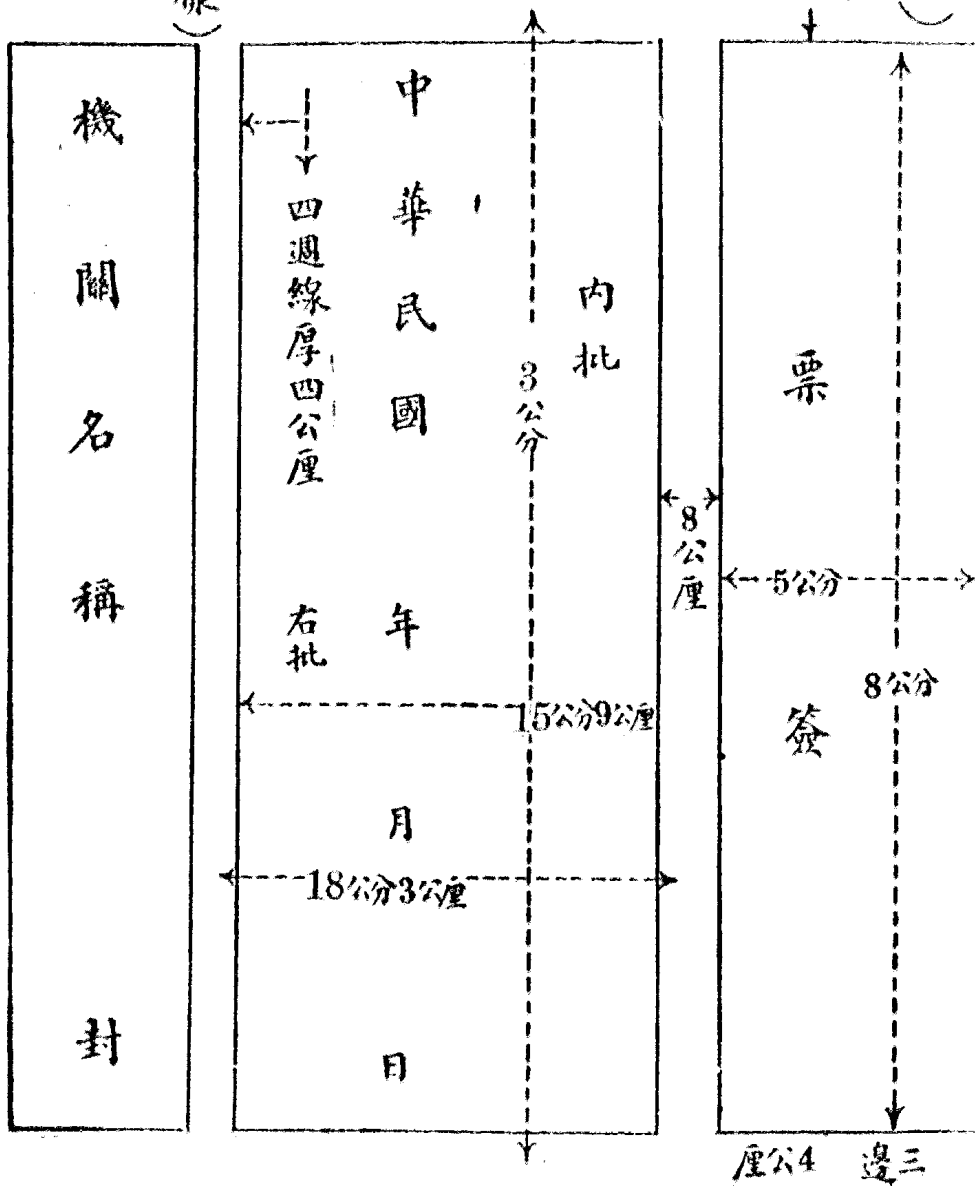 線
票簽
8公分
5公分
三邊 4公厘
8公厘
內批
3公分
15公分9公厘
18公分3公厘
中華民國 年 月 日
四週線厚四公厘
右批
機關名稱 封